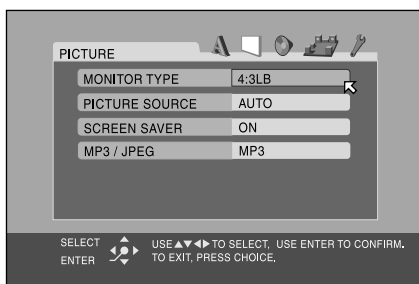 PICTURE
MONITOR TYPE 4:3LB
PICTURE SOURCE AUTO
SCREEN SAVER ON
MP3 / JPEG MP3
SELECT USE ▲▼◀▶ TO SELECT, USE ENTER TO CONFIRM.
ENTER TO EXIT, PRESS CHOICE.